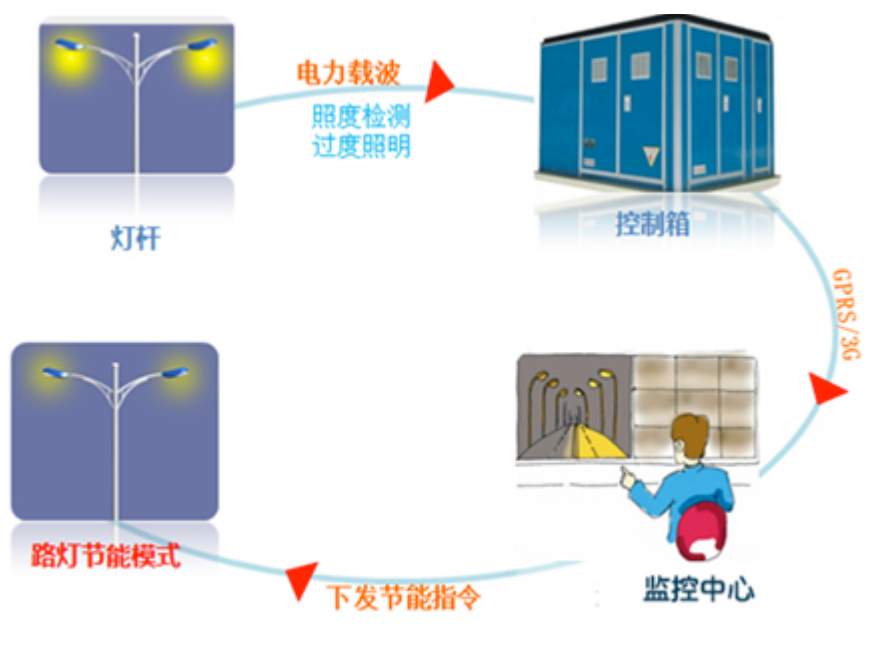 电力载波
照度检测
过度照明
灯杆
控制箱
GPRS/3G
路灯节能模式
下发节能指令
监控中心